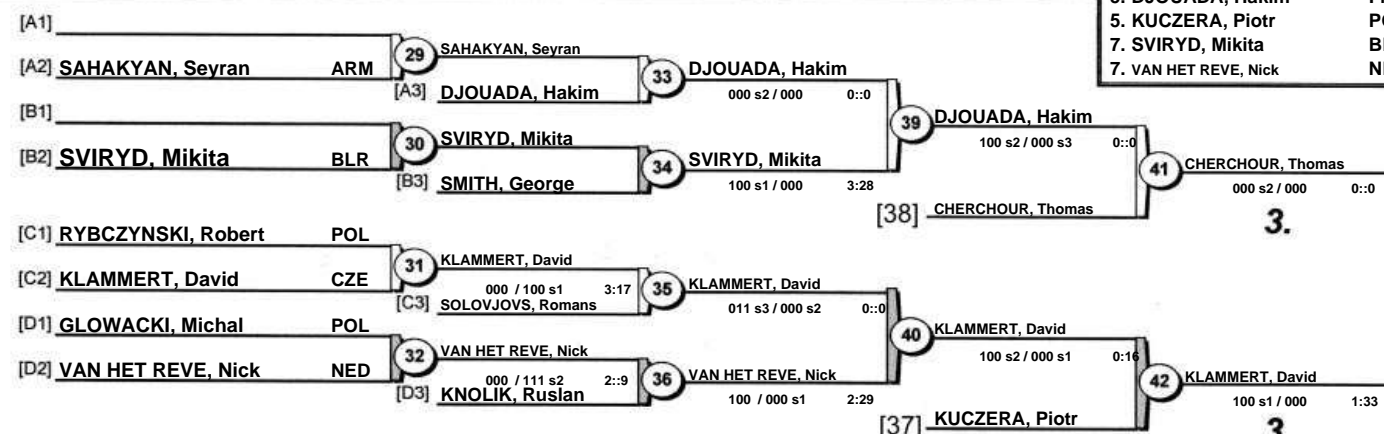 5. KUCZERA, Piotr
7. SVIRYD, Mikita
7. VAN HET REVE, Nick
[A1]
[A2] SAHAKYAN, Seyran ARM
29
SAHAKYAN, Seyran
[A3] DJOUADA, Hakim
33
DJOUADA, Hakim
000 s2 / 000 0::0
[B1]
[B2] SVIRYD, Mikita BLR
30
SVIRYD, Mikita
[B3] SMITH, George
34
SVIRYD, Mikita
100 s1 / 000 3:28
39
DJOUADA, Hakim
100 s2 / 000 s3 0::0
[38] CHERCHOUR, Thomas
41
CHERCHOUR, Thomas
000 s2 / 000 0::0
3.
[C1] RYBCZYNSKI, Robert POL
[C2] KLAMMERT, David CZE
31
KLAMMERT, David
000 / 100 s1 3:17
[C3] SOLOVJOVS, Romans
35
KLAMMERT, David
011 s3 / 000 s2 0::0
[D1] GLOWACKI, Michal POL
[D2] VAN HET REVE, Nick NED
32
VAN HET REVE, Nick
000 / 111 s2 2::9
[D3] KNOLIK, Ruslan
36
VAN HET REVE, Nick
100 / 000 s1 2:29
40
KLAMMERT, David
100 s2 / 000 s1 0:16
[37] KUCZERA, Piotr
42
KLAMMERT, David
100 s1 / 000 1:33
3.